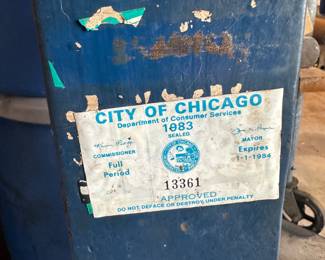 CITY OF CHICAGO
Department of Consumer Services
1983
SEALED
COMMISSIONER
MAYOR
Full
Period
Expires
1-1-1984
13361
APPROVED
DO NOT DEFACE OR DESTROY UNDER PENALTY